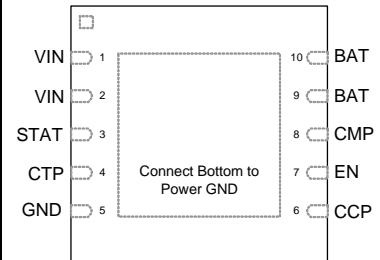 VIN 1 10 BAT
VIN 2 9 BAT
STAT 3 8 CMP
CTP 4 Connect Bottom to 7 EN
Power GND
GND 5 6 CCP